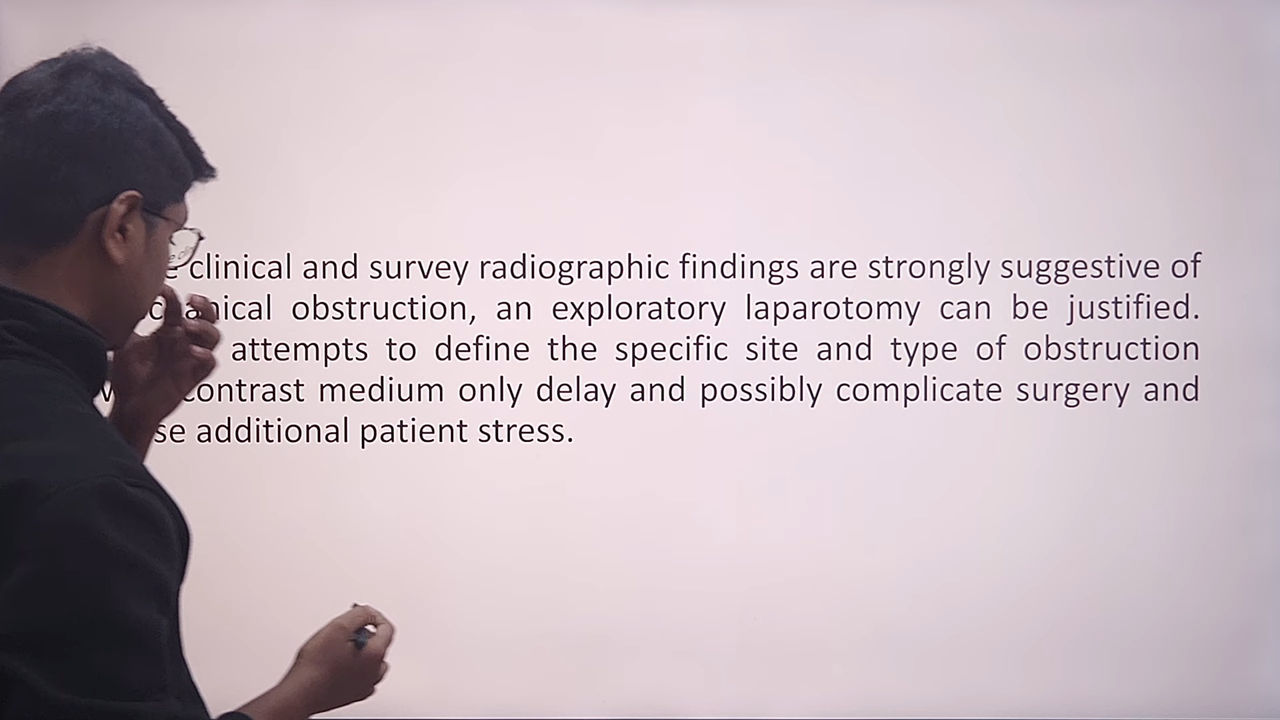 clinical and survey radiographic findings are strongly suggestive of
obstruction, an exploratory laparotomy can be justified.
attempts to define the specific site and type of obstruction
contrast medium only delay and possibly complicate surgery and
additional patient stress.